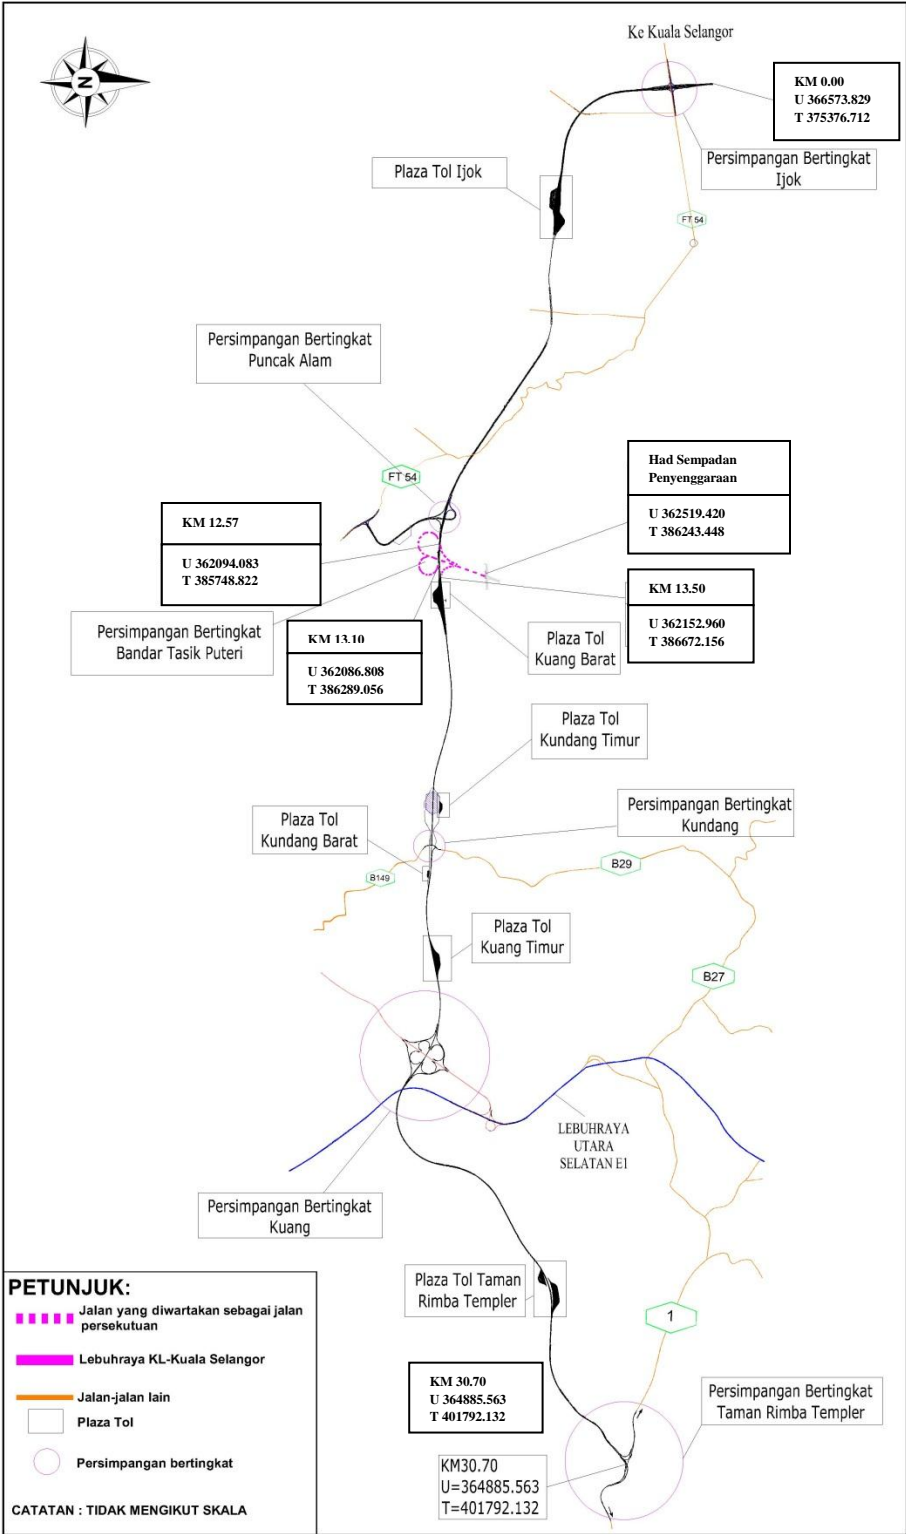 Ke Kuala Selangor
N
KM 0.00
U 366573.829
T 375376.712
Persimpangan Bertingkat
Ijok
Plaza Tol Ijok
FT 54
Persimpangan Bertingkat
Puncak Alam
FT 54
Had Sempadan
Penyenggaraan
U 362519.420
T 386243.448
KM 12.57
U 362094.083
T 385748.822
KM 13.50
U 362152.960
T 386672.156
Persimpangan Bertingkat
Bandar Tasik Puteri
KM 13.10
U 362086.808
T 386289.056
Plaza Tol
Kuang Barat
Plaza Tol
Kundang Timur
Persimpangan Bertingkat
Kundang
Plaza Tol
Kundang Barat
B149
B29
Plaza Tol
Kuang Timur
B27
LEBUHRAYA
UTARA
SELATAN E1
Persimpangan Bertingkat
Kuang
Plaza Tol Taman
Rimba Templer
1
KM 30.70
U 364885.563
T 401792.132
Persimpangan Bertingkat
Taman Rimba Templer
KM30.70
U=364885.563
T=401792.132
PETUNJUK:
Jalan yang diwartakan sebagai jalan
persekutuan
Lebuhraya KL-Kuala Selangor
Jalan-jalan lain
Plaza Tol
Persimpangan bertingkat
CATATAN : TIDAK MENGIKUT SKALA